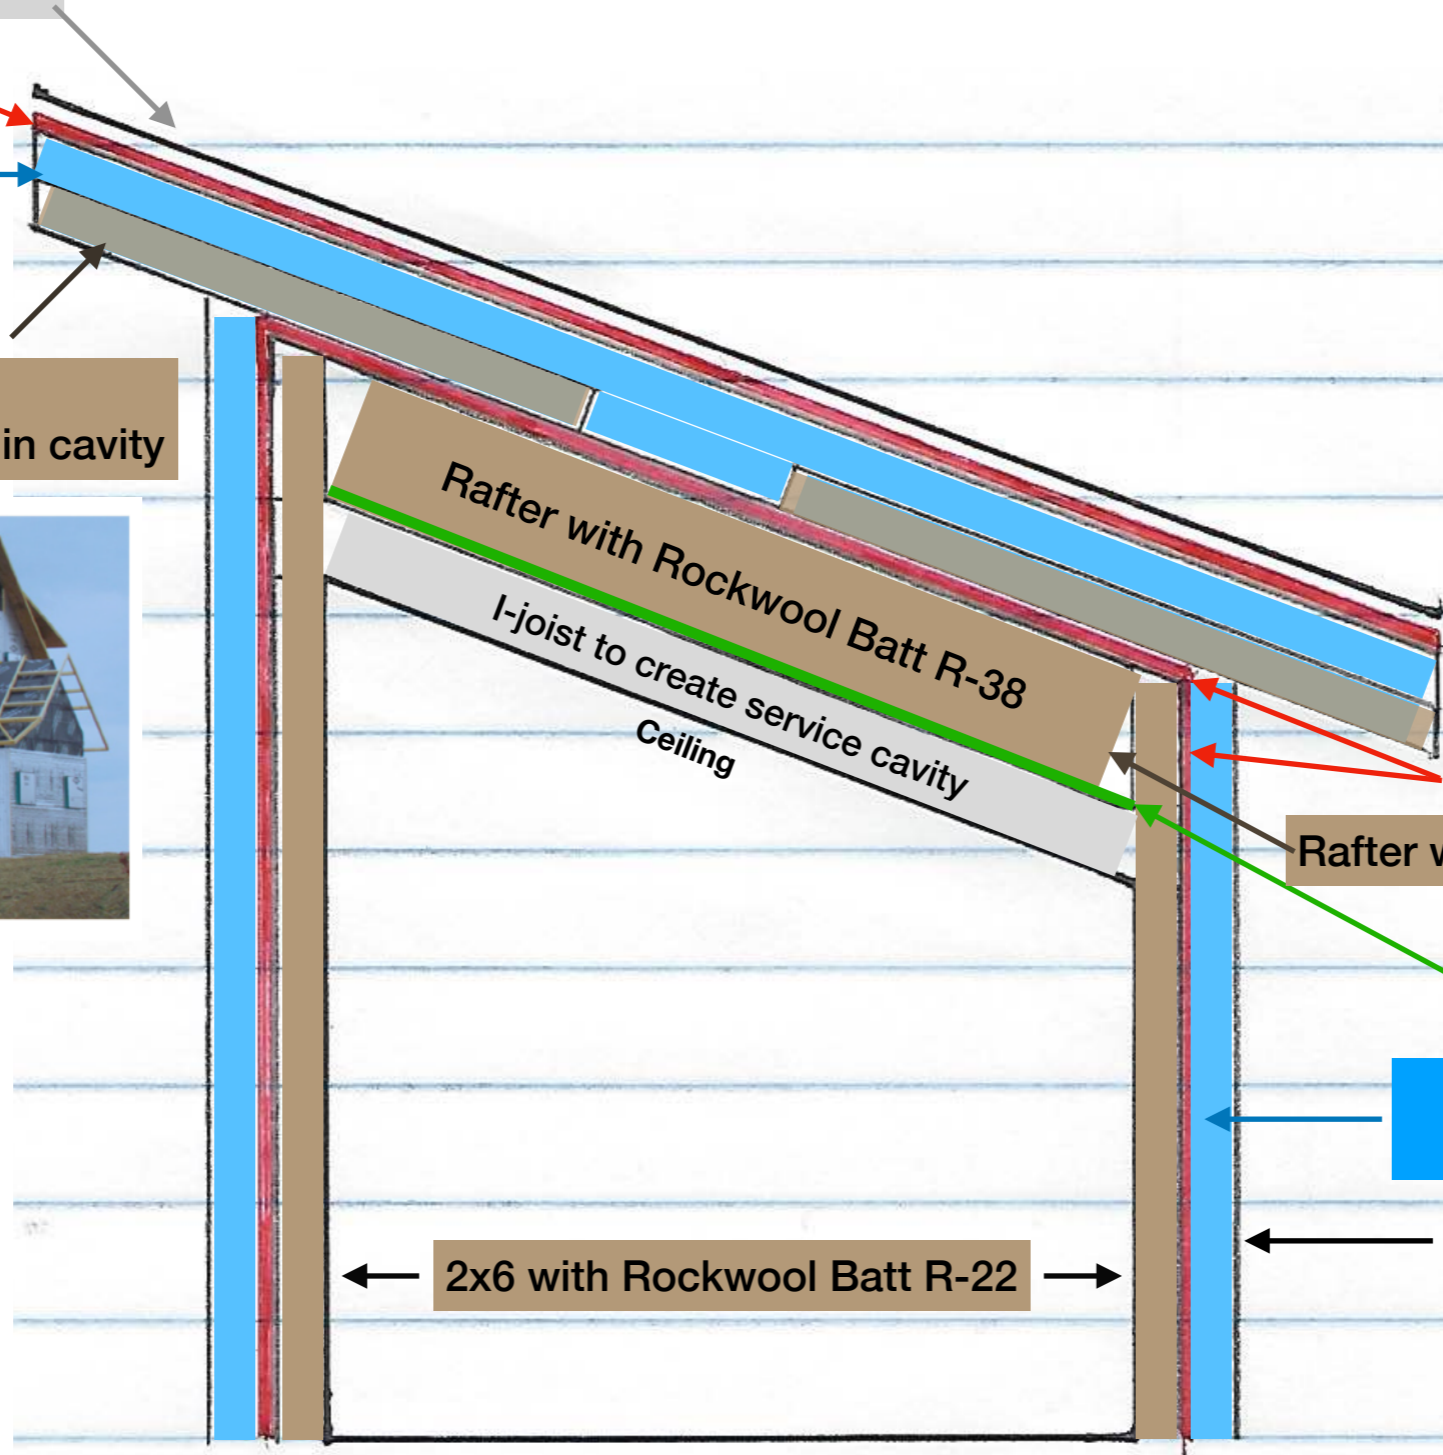 in cavity
Rafter with Rockwool Batt R-38
I-joist to create service cavity
Ceiling
Rafter
2x6 with Rockwool Batt R-22